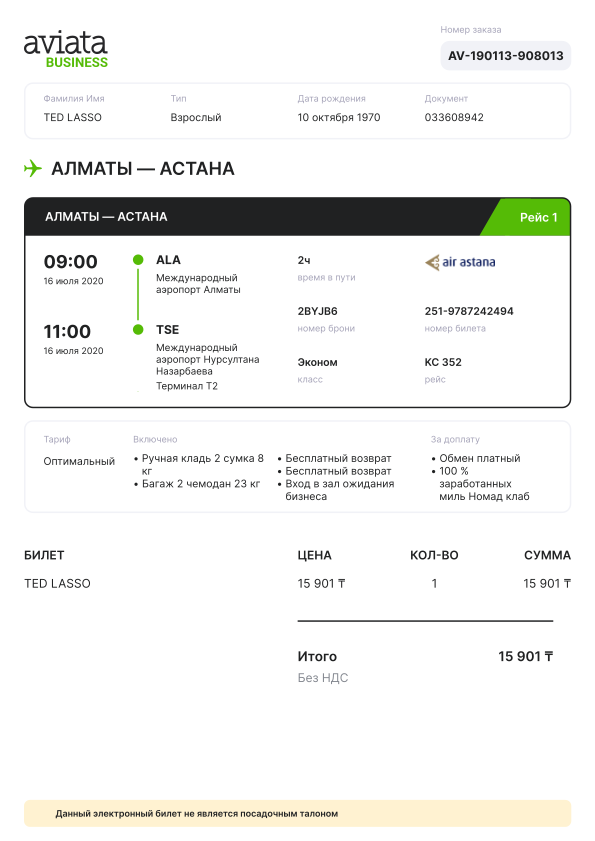 aviata
BUSINESS
Номер заказа
AV-190113-908013
Фамилия Имя
Тип
Дата рождения
Документ
TED LASSO
Взрослый
10 октября 1970
033608942
АЛМАТЫ — АСТАНА
АЛМАТЫ — АСТАНА
Рейс 1
09:00
16 июля 2020
ALA
Международный
аэропорт Алматы
11:00
16 июля 2020
TSE
Международный
аэропорт Нурсултана
Назарбаева
Терминал T2
2ч
время в пути
air astana
2BYJB6
номер брони
251-9787242494
номер билета
Эконом
класс
KC 352
рейс
Тариф
Оптимальный
Включено
• Ручная кладь 2 сумка 8
кг
• Багаж 2 чемодан 23 кг
• Бесплатный возврат
• Бесплатный возврат
• Вход в зал ожидания
бизнеса
За доплату
• Обмен платный
• 100 %
заработанных
миль Номад клаб
БИЛЕТ
ЦЕНА
КОЛ-ВО
СУММА
TED LASSO
15 901 ₸
1
15 901 ₸
Итого
15 901 ₸
Без НДС
Данный электронный билет не является посадочным талоном